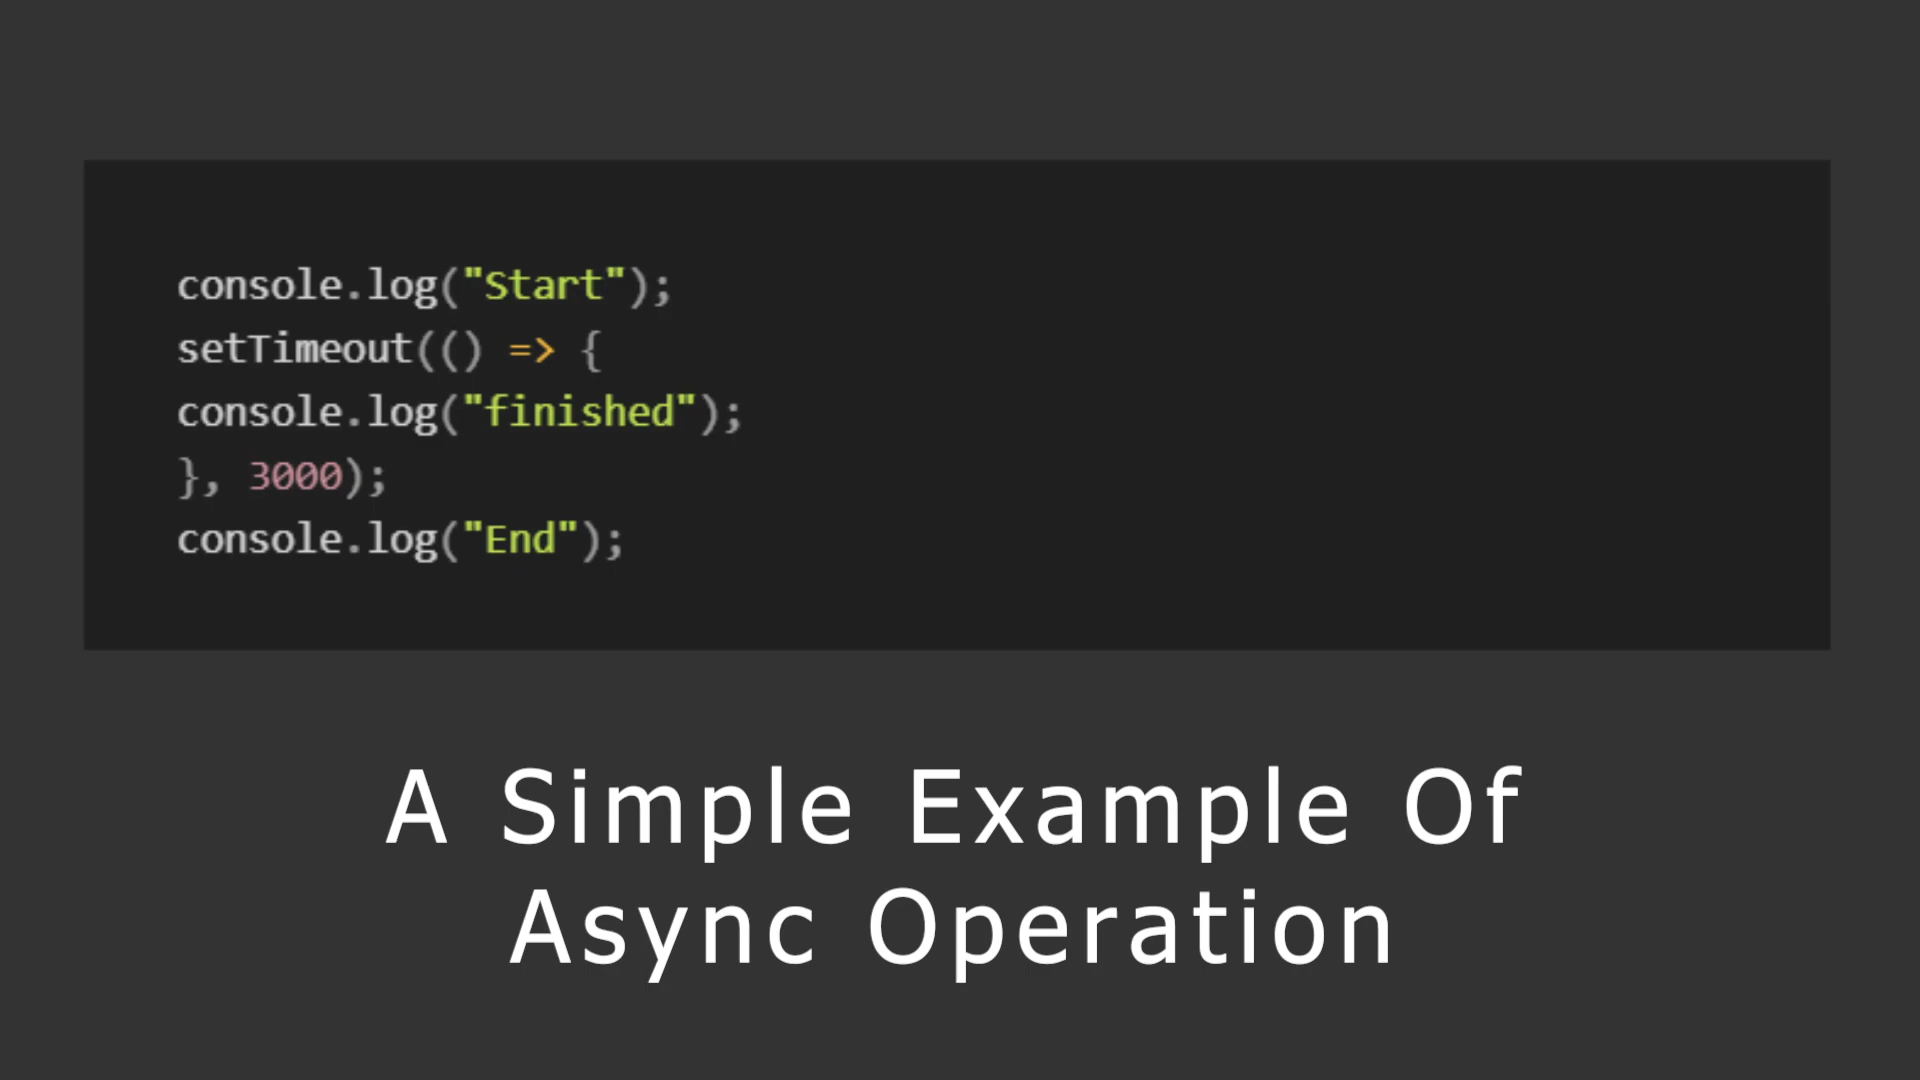 console.log("Start");
setTimeout(() => {
console.log("finished");
}, 3000);
console.log("End");
A Simple Example Of
Async Operation